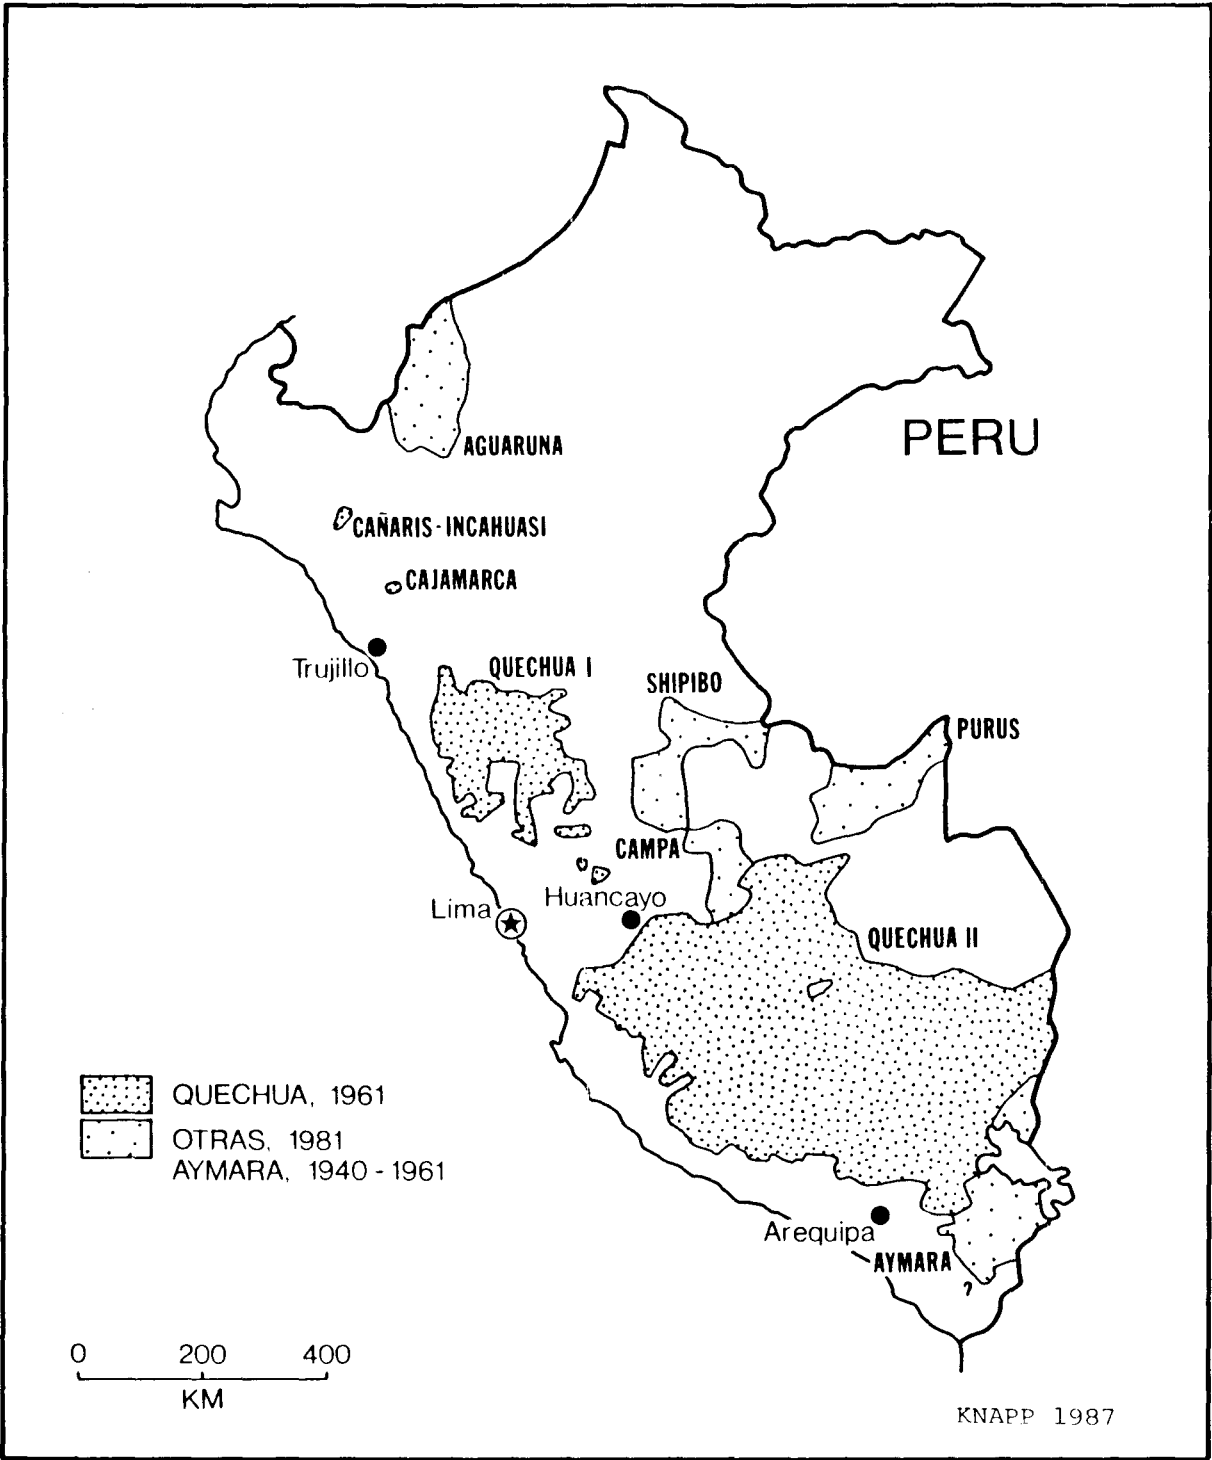 PERU
AGUARUNA
CAÑARIS-INCAHUASI
CAJAMARCA
Trujillo
QUECHUA I
SHIPIBO
PURUS
CAMPA
Huancayo
Lima
QUECHUA II
QUECHUA, 1961
OTRAS, 1981
AYMARA, 1940-1961
Arequipa
AYMARA
?
0 200 400
KM
KNAPP 1987